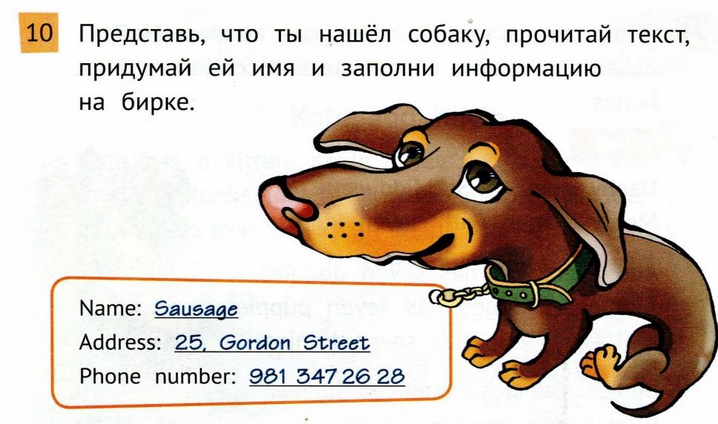 10 Представь, что ты нашёл собаку, прочитай текст,
придумай ей имя и заполни информацию
на бирке.
Name: Sausage
Address: 25, Gordon Street
Phone number: 981 347 26 28